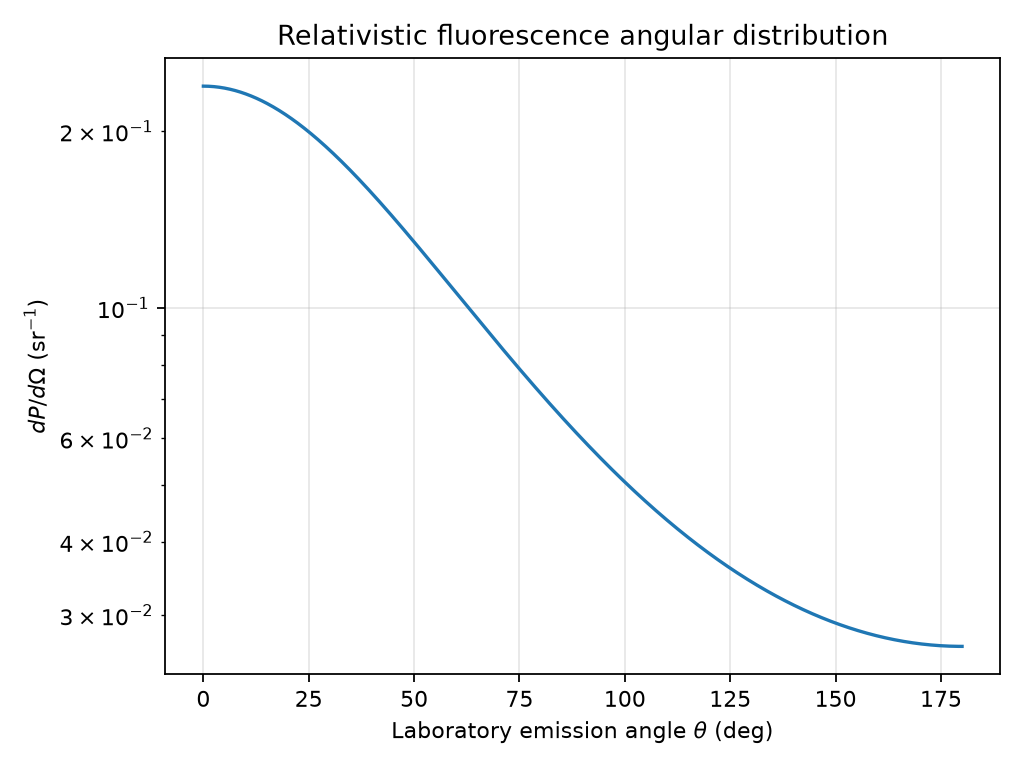 Relativistic fluorescence angular distribution
2 × 10⁻¹
10⁻¹
6 × 10⁻²
4 × 10⁻²
3 × 10⁻²
dP/dΩ (sr⁻¹)
0 25 50 75 100 125 150 175
Laboratory emission angle θ (deg)